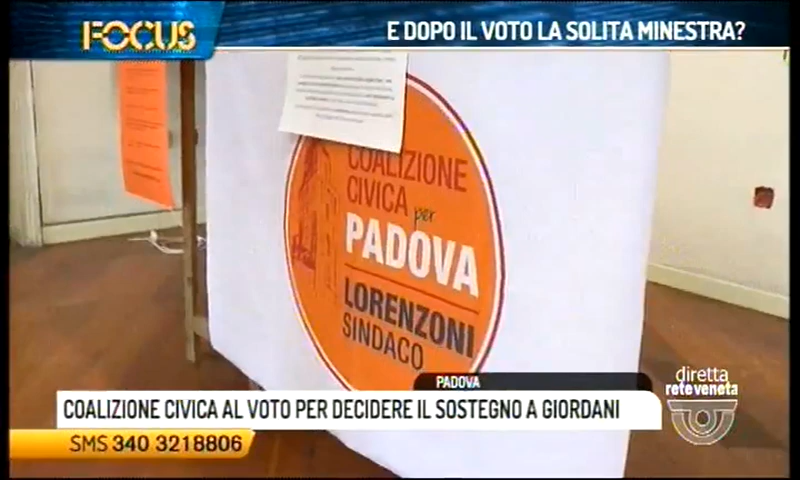 FOCUS
E DOPO IL VOTO LA SOLITA MINESTRA?
COALIZIONE
CIVICA per
PADOVA
LORENZONI
SINDACO
PADOVA
COALIZIONE CIVICA AL VOTO PER DECIDERE IL SOSTEGNO A GIORDANI
SMS 340 3218806
diretta
reteveneta